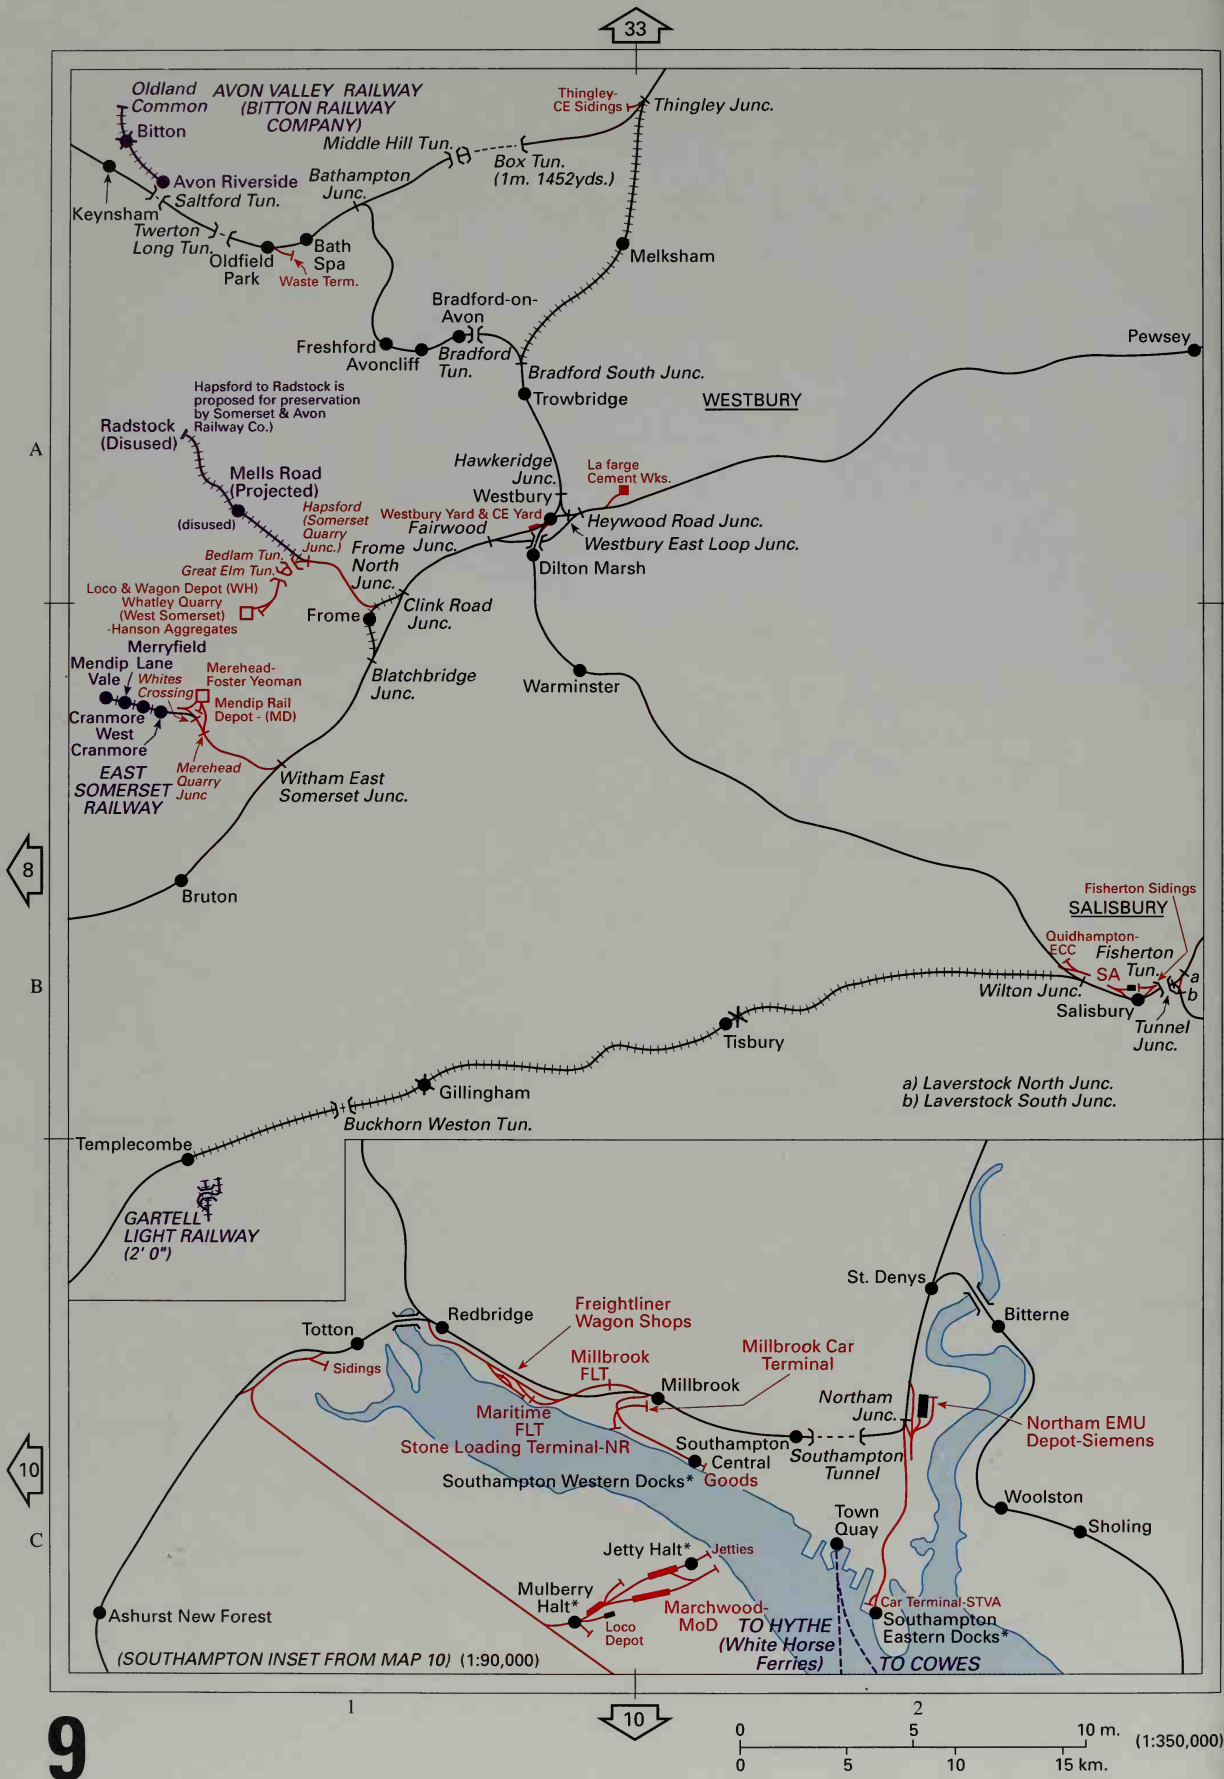 33
Oldland
Common
AVON VALLEY RAILWAY
(BITTON RAILWAY
COMPANY)
Bitton
Thingley-
CE Sidings
Thingley Junc.
Middle Hill Tun.
Box Tun.
(1m. 1452yds.)
Avon Riverside
Bathampton
Junc.
Keynsham
Saltford Tun.
Twerton
Long Tun.
Oldfield
Park
Bath
Spa
Waste Term.
Melksham
Bradford-on-
Avon
Freshford
Avoncliff
Bradford
Tun.
Bradford South Junc.
Pewsey
Trowbridge
WESTBURY
Hapsford to Radstock is
proposed for preservation
by Somerset & Avon
Railway Co.)
Radstock
(Disused)
A
Mells Road
(Projected)
(disused)
Hawkeridge
Junc.
Westbury
La farge
Cement Wks.
Westbury Yard & CE Yard
Hapsford
(Somerset
Quarry
Junc.)
Fairwood
Junc.
Heywood Road Junc.
Westbury East Loop Junc.
Frome
North
Junc.
Bedlam Tun.
Great Elm Tun.
Dilton Marsh
Loco & Wagon Depot (WH)
Whatley Quarry
(West Somerset)
-Hanson Aggregates
Frome
Clink Road
Junc.
Merryfield
Lane
Mendip
Vale
Whites
Crossing
Merehead-
Foster Yeoman
Mendip Rail
Depot - (MD)
Blatchbridge
Junc.
Warminster
Cranmore
West
Cranmore
EAST
SOMERSET
RAILWAY
Merehead
Quarry
Junc
Witham East
Somerset Junc.
8
Bruton
Fisherton Sidings
SALISBURY
Quidhampton-
ECC
Fisherton
Tun.
SA
B
Wilton Junc.
Salisbury
a
b
Tunnel
Junc.
Tisbury
Gillingham
a) Laverstock North Junc.
b) Laverstock South Junc.
Buckhorn Weston Tun.
Templecombe
GARTELL
LIGHT RAILWAY
(2' 0")
St. Denys
Bitterne
Redbridge
Freightliner
Wagon Shops
Totton
Sidings
Millbrook
FLT
Millbrook Car
Terminal
Millbrook
Northam
Junc.
Maritime
FLT
Stone Loading Terminal-NR
Northam EMU
Depot-Siemens
Southampton
Central
Southampton
Tunnel
Southampton Western Docks*
Goods
10
Woolston
Town
Quay
Sholing
C
Jetty Halt*
Jetties
Mulberry
Halt*
Loco
Depot
Marchwood-
MoD
Car Terminal-STVA
Southampton
Eastern Docks*
Ashurst New Forest
TO HYTHE
(White Horse
Ferries)
TO COWES
(SOUTHAMPTON INSET FROM MAP 10) (1:90,000)
1
10
2
9
0 5 10 m.
(1:350,000)
0 5 10 15 km.